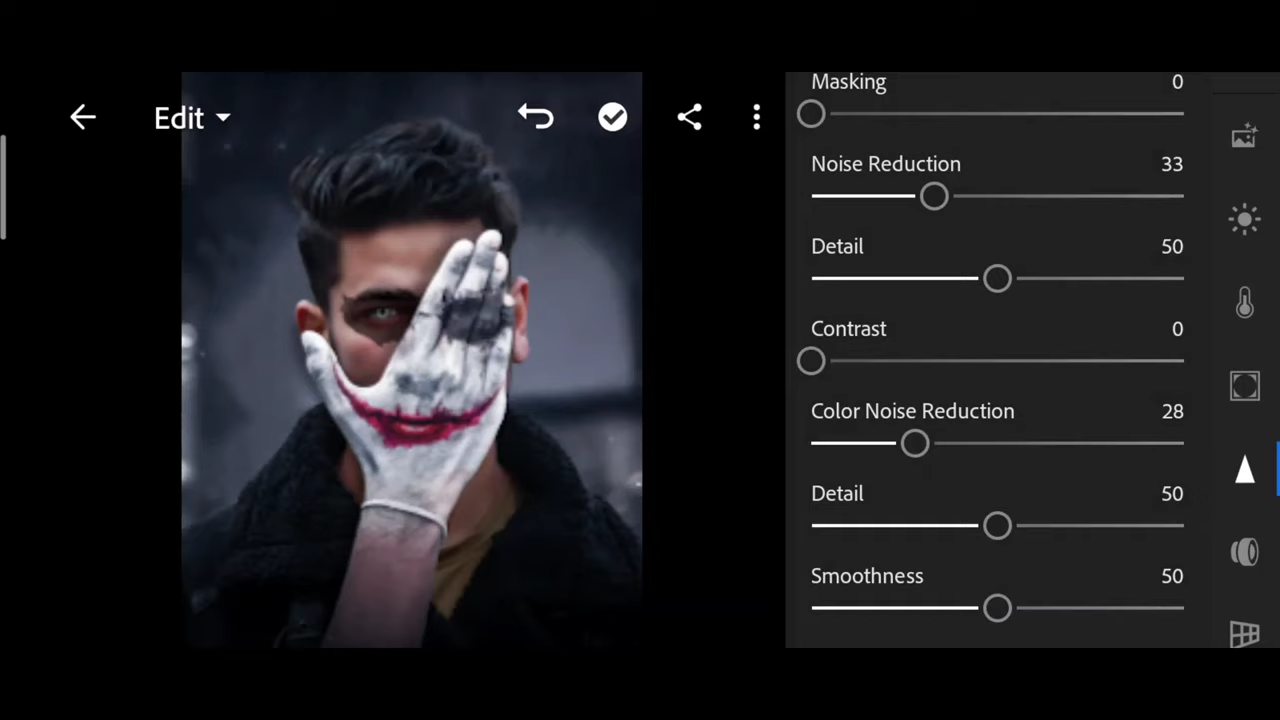 Edit
Masking 0
Noise Reduction 33
Detail 50
Contrast 0
Color Noise Reduction 28
Detail 50
Smoothness 50